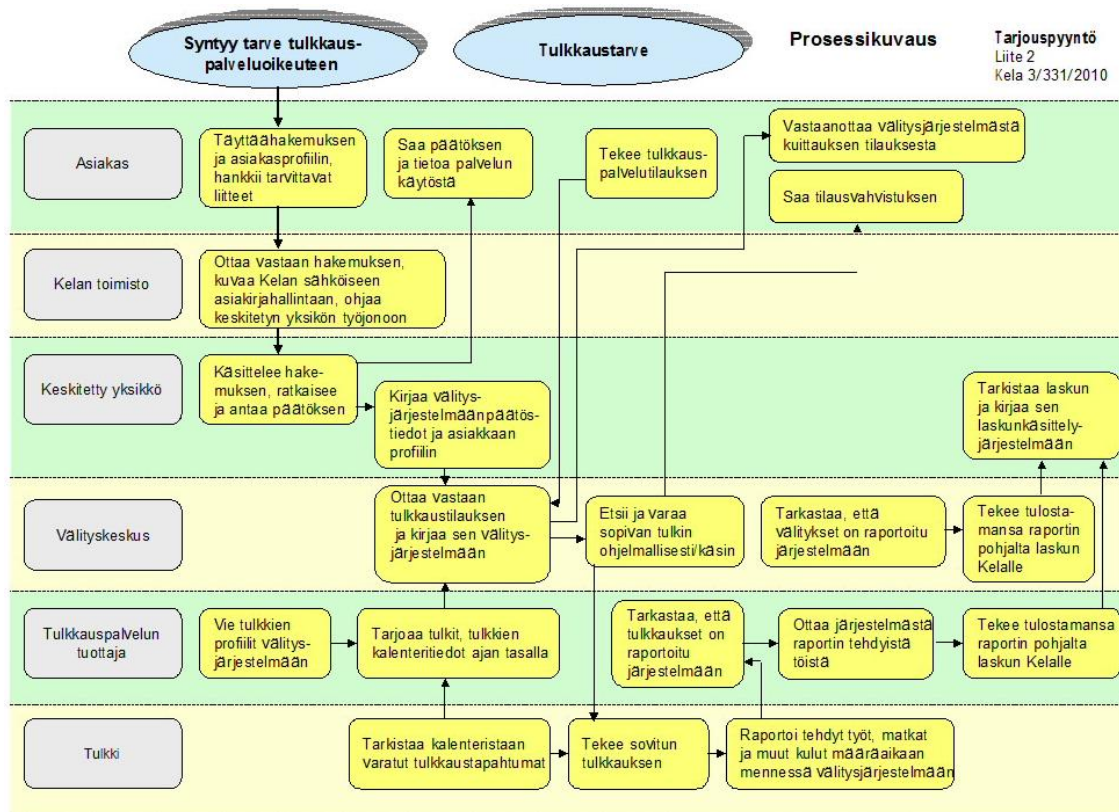 Syntyy tarve tulkkaus-
palveluoikeuteen
Tulkkaustarve
Prosessikuvaus
Tarjouspyyntö
Liite 2
Kela 3/331/2010
Asiakas
Täyttäähakemuksen
ja asiakasprofiilin,
hankkii tarvittavat
liitteet
Saa päätöksen
ja tietoa palvelun
käytöstä
Tekee tulkkaus-
palvelutilauksen
Vastaanottaa välitysjärjestelmästä
kuittauksen tilauksesta
Saa tilausvahvistuksen
Kelan toimisto
Ottaa vastaan hakemuksen,
kuvaa Kelan sähköiseen
asiakirjahallintaan, ohjaa
keskitetyn yksikön työjonoon
Keskitetty yksikkö
Käsittelee hake-
muksen, ratkaisee
ja antaa päätöksen
Kirjaa välitys-
järjestelmäänpäätös-
tiedot ja asiakkaan
profiilin
Tarkistaa laskun
ja kirjaa sen
laskunkäsittely-
järjestelmään
Välityskeskus
Ottaa vastaan
tulkkaustilauksen
ja kirjaa sen välitys-
järjestelmään
Etsii ja varaa
sopivan tulkin
ohjelmallisesti/käsin
Tarkastaa, että
välitykset on raportoitu
järjestelmään
Tekee tulostamansa
raportin
pohjalta laskun
Kelalle
Tulkkauspalvelun
tuottaja
Vie tulkkien
profiilit välitys-
järjestelmään
Tarjoaa tulkit, tulkkien
kalenteritiedot ajan tasalla
Tarkastaa, että
tulkkaukset on
raportoitu
järjestelmään
Ottaa järjestelmästä
raportin tehdyistä
töistä
Tekee tulostamansa
raportin pohjalta
laskun Kelalle
Tulkki
Tarkistaa kalenteristaan
varatut tulkkaustapahtumat
Tekee sovitun
tulkkauksen
Raportoi tehdyt työt, matkat
ja muut kulut määräaikaan
mennessä välitysjärjestelmään